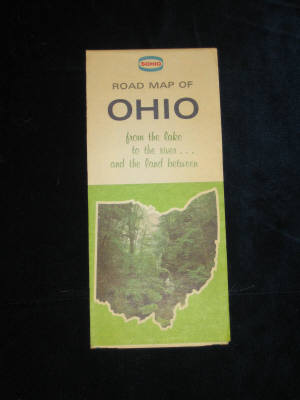 SOHIO
ROAD MAP OF
OHIO
from the lake
to the river...
and the land between